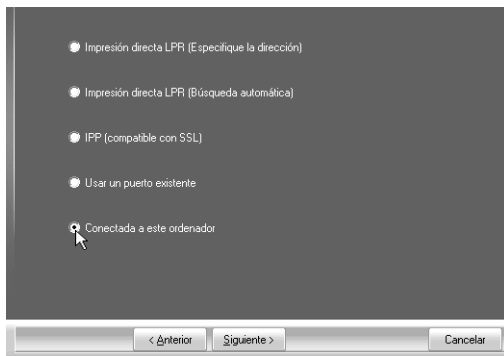 Impresión directa LPR (Especifique la dirección)
Impresión directa LPR (Búsqueda automática)
IPP (compatible con SSL)
Usar un puerto existente
Conectada a este ordenador
< Anterior Siguiente > Cancelar